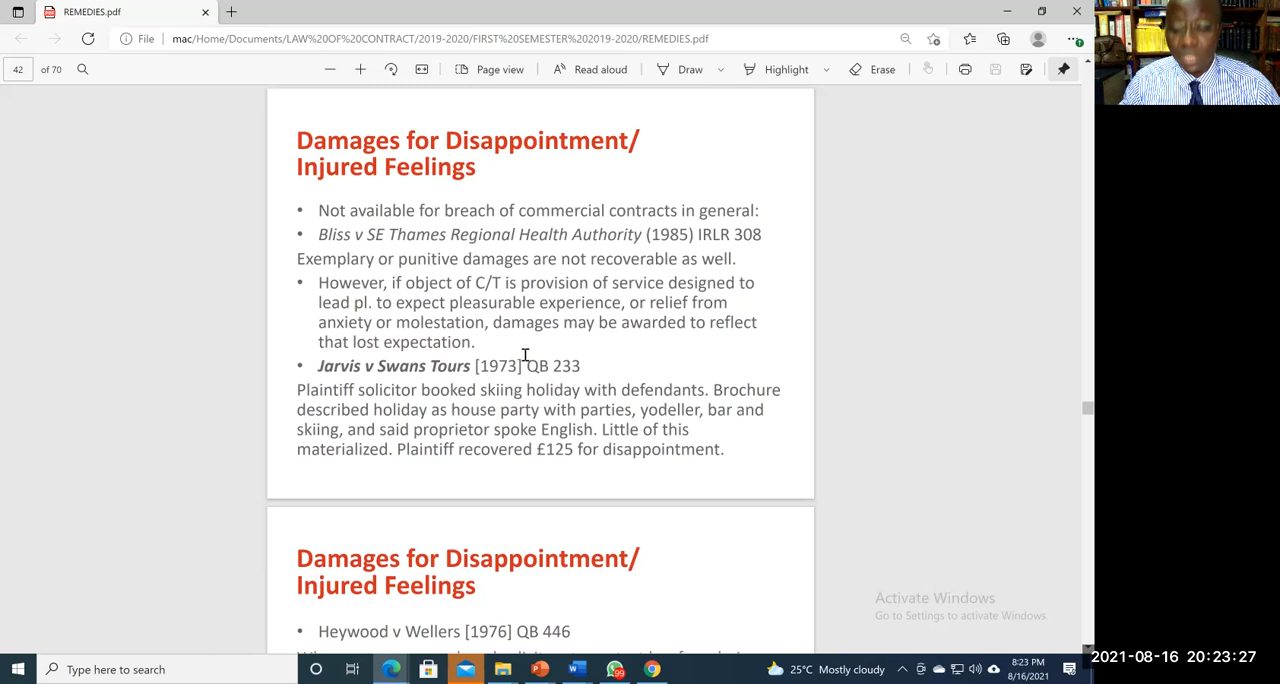 REMEDIES.pdf
File
mac/Home/Documents/LAW%20OF%20CONTRACT/2019-2020/FIRST%20SEMESTER%202019-2020/REMEDIES.pdf
42 of 70
Page view
Read aloud
Draw
Highlight
Erase
Damages for Disappointment/
Injured Feelings
• Not available for breach of commercial contracts in general:
• Bliss v SE Thames Regional Health Authority (1985) IRLR 308
Exemplary or punitive damages are not recoverable as well.
• However, if object of C/T is provision of service designed to
lead pl. to expect pleasurable experience, or relief from
anxiety or molestation, damages may be awarded to reflect
that lost expectation.
• Jarvis v Swans Tours [1973] QB 233
Plaintiff solicitor booked skiing holiday with defendants. Brochure
described holiday as house party with parties, yodeller, bar and
skiing, and said proprietor spoke English. Little of this
materialized. Plaintiff recovered £125 for disappointment.
Damages for Disappointment/
Injured Feelings
• Heywood v Wellers [1976] QB 446
Activate Windows
Go to Settings to activate Windows.
Type here to search
99
25°C Mostly cloudy
8:23 PM
8/16/2021
2021-08-16 20:23:27